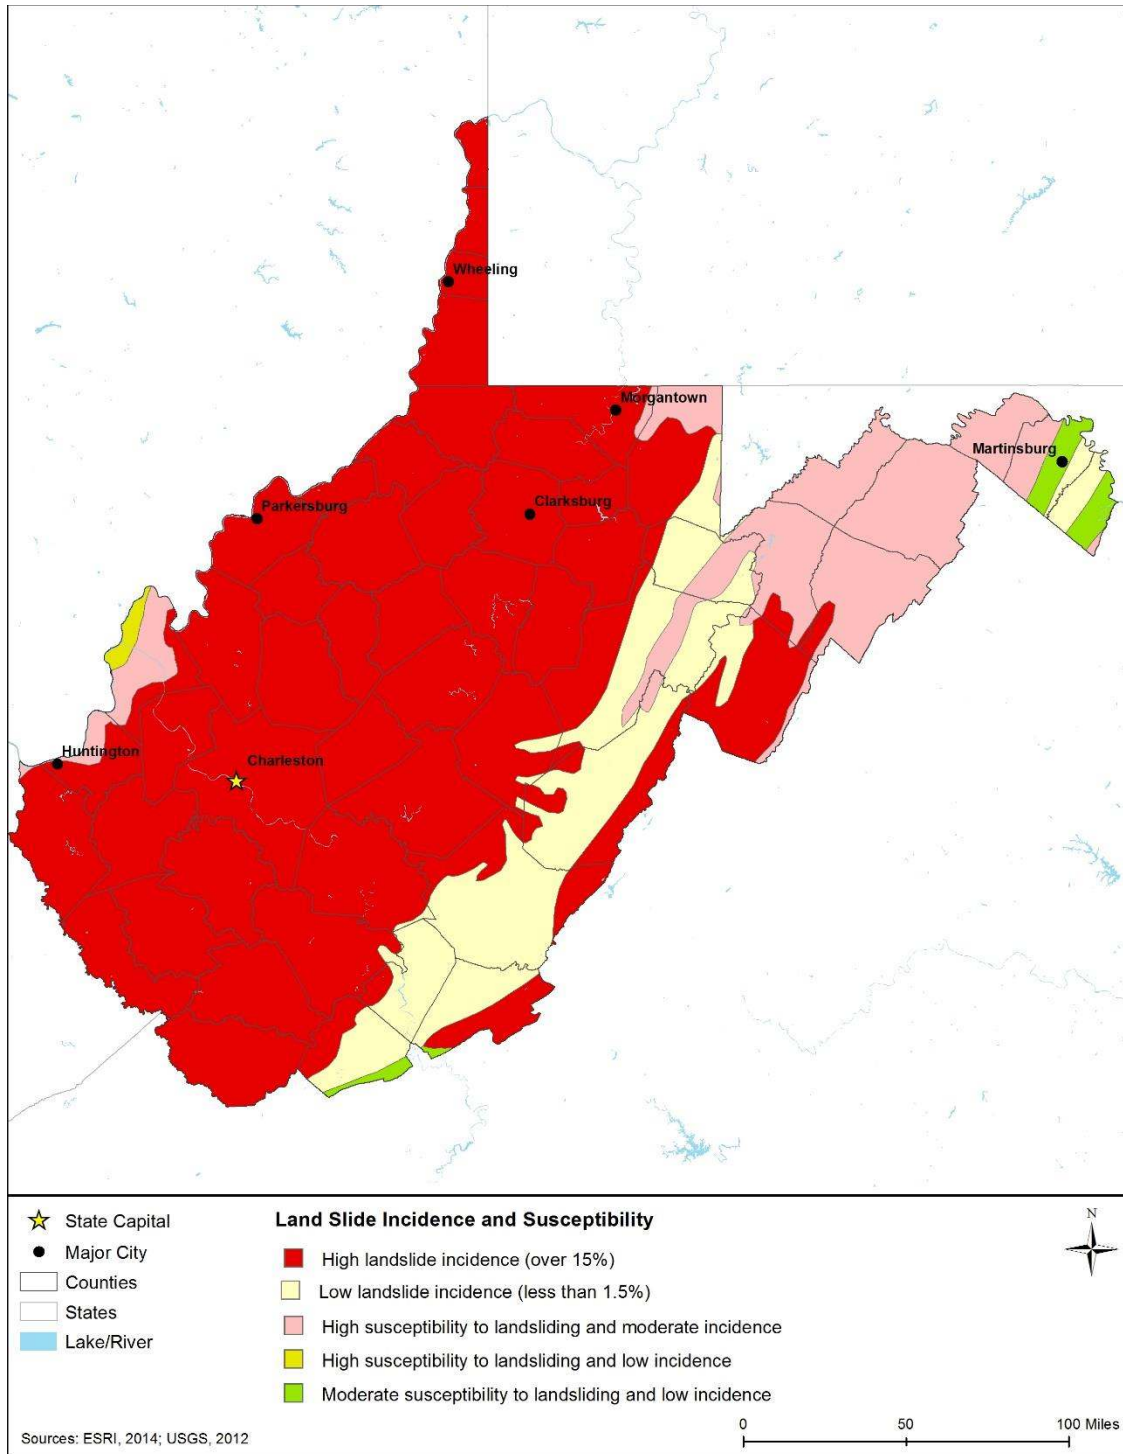 Wheeling
Morgantown
Martinsburg
Parkersburg
Clarksburg
Huntington
Charleston
State Capital
Major City
Counties
States
Lake/River
Land Slide Incidence and Susceptibility
High landslide incidence (over 15%)
Low landslide incidence (less than 1.5%)
High susceptibility to landsliding and moderate incidence
High susceptibility to landsliding and low incidence
Moderate susceptibility to landsliding and low incidence
N
0 50 100 Miles
Sources: ESRI, 2014; USGS, 2012